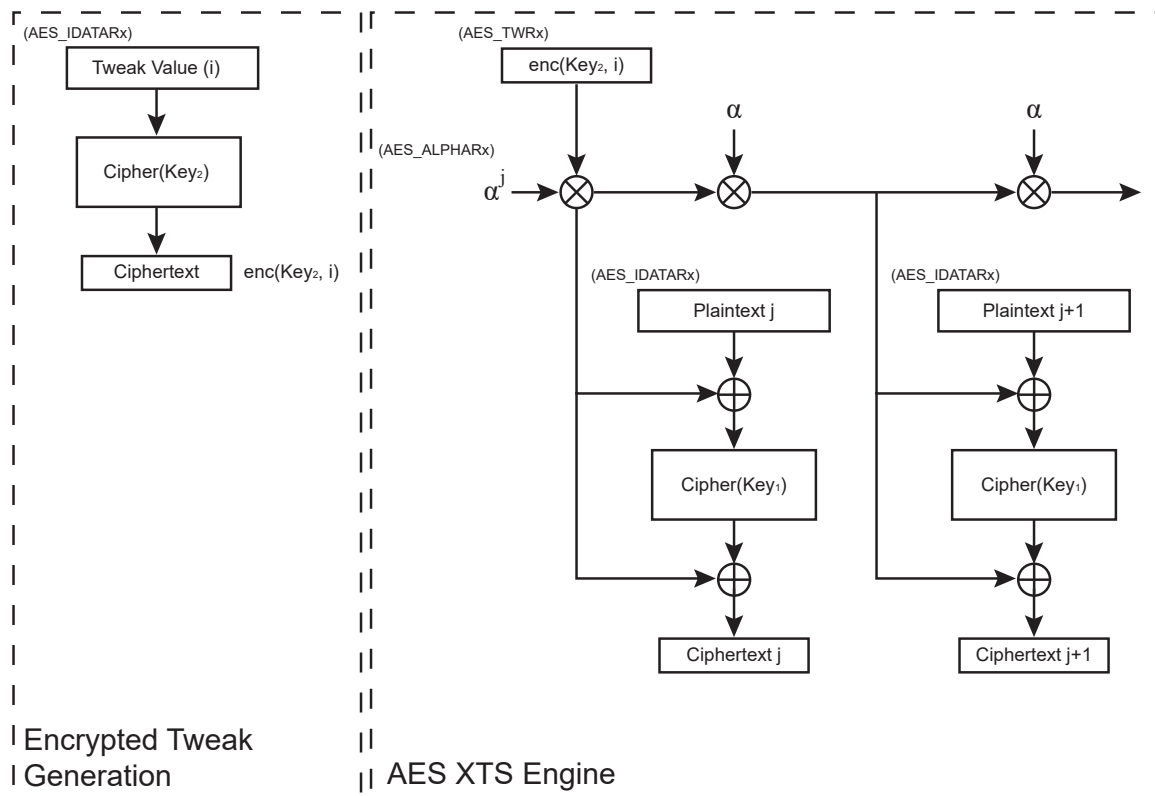 (AES_IDATARx)
Tweak Value (i)
Cipher(Key₂)
Ciphertext enc(Key₂, i)
Encrypted Tweak
Generation
(AES_TWRx)
enc(Key₂, i)
(AES_ALPHARx)
αʲ
α
α
(AES_IDATARx)
Plaintext j
Cipher(Key₁)
Ciphertext j
(AES_IDATARx)
Plaintext j+1
Cipher(Key₁)
Ciphertext j+1
AES XTS Engine